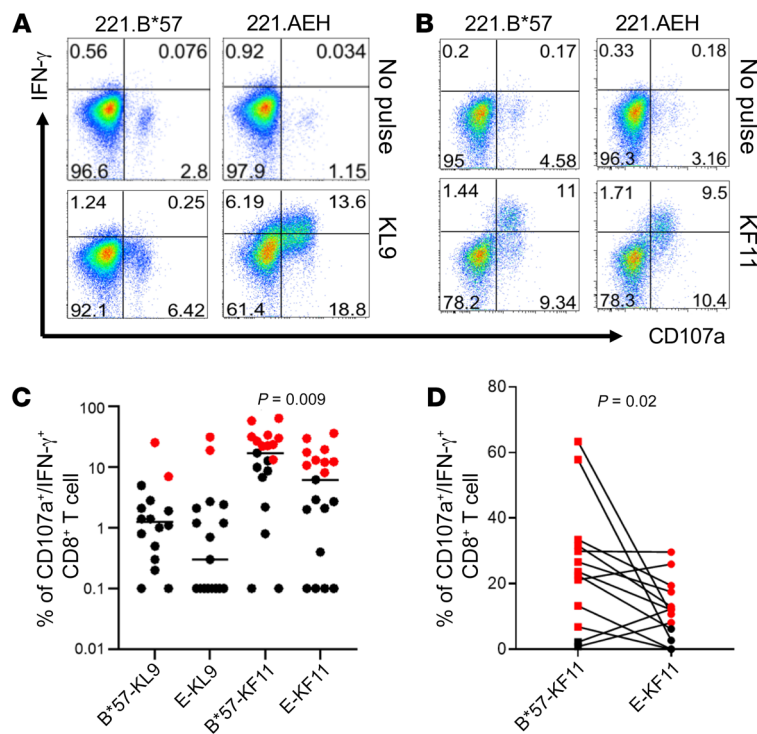 A
221.B*57
221.AEH
IFN-γ
0.56
0.076
0.92
0.034
96.6
2.8
97.9
1.15
No pulse
1.24
0.25
6.19
13.6
92.1
6.42
61.4
18.8
KL9
B
221.B*57
221.AEH
0.2
0.17
0.33
0.18
95
4.58
96.3
3.16
No pulse
1.44
11
1.71
9.5
78.2
9.34
78.3
10.4
KF11
CD107a
C
P = 0.009
% of CD107a⁺/IFN-γ⁺
CD8⁺ T cell
100
10
1
0.1
0.01
B*57-KL9
E-KL9
B*57-KF11
E-KF11
D
P = 0.02
% of CD107a⁺/IFN-γ⁺
CD8⁺ T cell
80
60
40
20
0
B*57-KF11
E-KF11